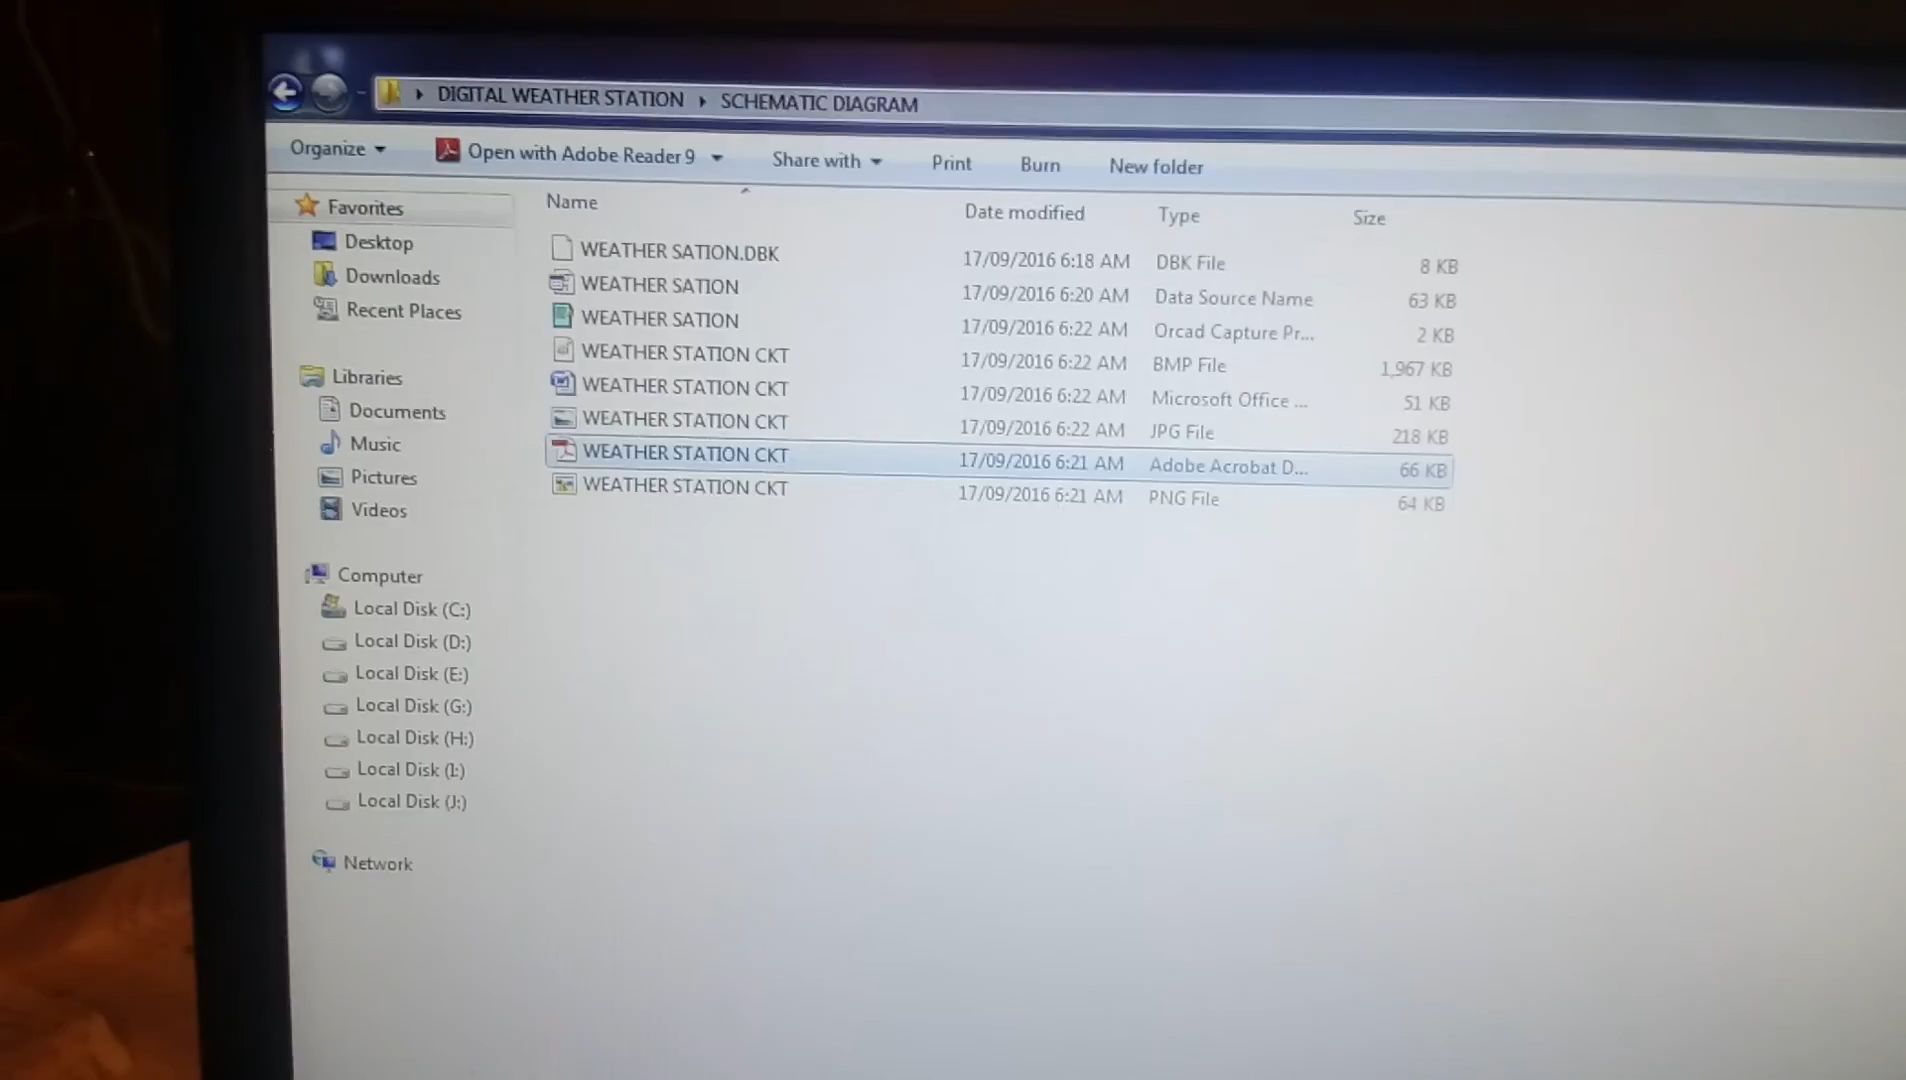 DIGITAL WEATHER STATION SCHEMATIC DIAGRAM
Organize Open with Adobe Reader 9 Share with Print Burn New folder
Name Date modified Type Size
WEATHER SATION.DBK 17/09/2016 6:18 AM DBK File 8 KB
WEATHER SATION 17/09/2016 6:20 AM Data Source Name 63 KB
WEATHER SATION 17/09/2016 6:22 AM Orcad Capture Pr... 2 KB
WEATHER STATION CKT 17/09/2016 6:22 AM BMP File 1,967 KB
WEATHER STATION CKT 17/09/2016 6:22 AM Microsoft Office ... 51 KB
WEATHER STATION CKT 17/09/2016 6:22 AM JPG File 218 KB
WEATHER STATION CKT 17/09/2016 6:21 AM Adobe Acrobat D... 66 KB
WEATHER STATION CKT 17/09/2016 6:21 AM PNG File 64 KB
Favorites
Desktop
Downloads
Recent Places
Libraries
Documents
Music
Pictures
Videos
Computer
Local Disk (C:)
Local Disk (D:)
Local Disk (E:)
Local Disk (G:)
Local Disk (H:)
Local Disk (I:)
Local Disk (J:)
Network